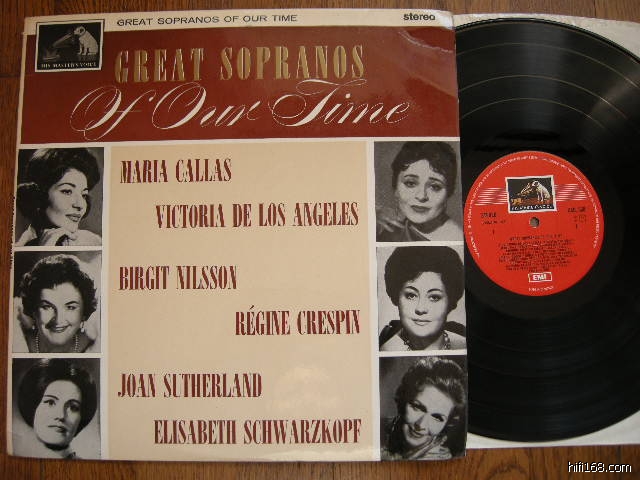 GREAT SOPRANOS OF OUR TIME
stereo
HIS MASTER'S VOICE
GREAT SOPRANOS
Of Our Time
MARIA CALLAS
VICTORIA DE LOS ANGELES
BIRGIT NILSSON
RÉGINE CRESPIN
JOAN SUTHERLAND
ELISABETH SCHWARZKOPF
EMI
hifi168.com